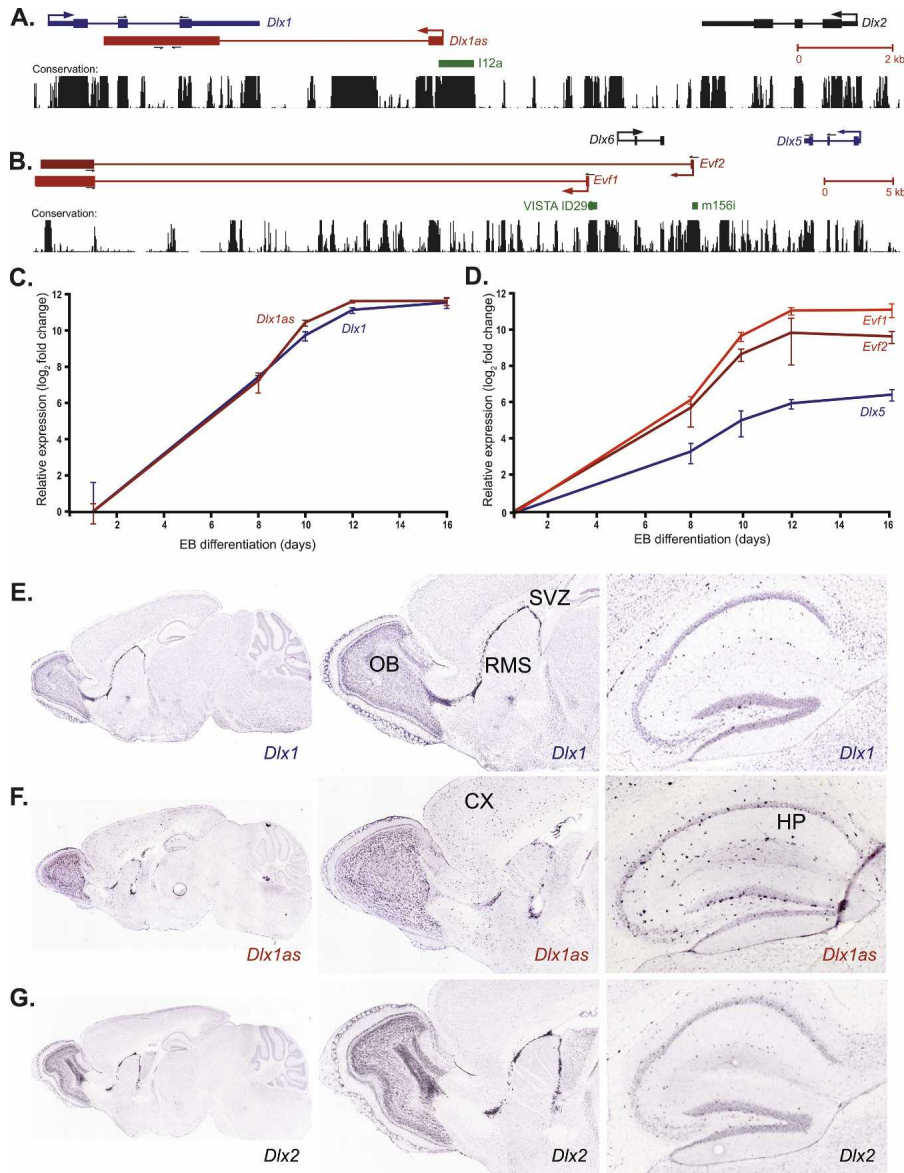 A.
Dlx1
Dlx2
Dlx1as
0 2 kb
I12a
Conservation:
Dlx6
Dlx5
B.
Evf2
Evf1
0 5 kb
VISTA ID290
m156i
Conservation:
C.
D.
Relative expression (log2 fold change)
12
10
8
6
4
2
0
Dlx1as
Dlx1
2 4 6 8 10 12 14 16
EB differentiation (days)
Relative expression (log2 fold change)
12
10
8
6
4
2
0
Evf1
Evf2
Dlx5
2 4 6 8 10 12 14 16
EB differentiation (days)
E.
SVZ
OB
RMS
Dlx1
Dlx1
Dlx1
F.
CX
HP
Dlx1as
Dlx1as
Dlx1as
G.
Dlx2
Dlx2
Dlx2